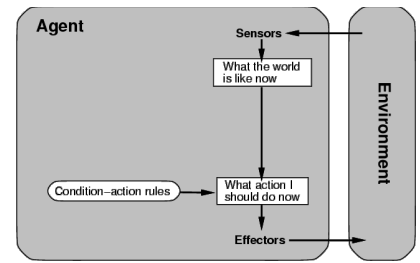 Agent
Sensors
What the world
is like now
Environment
Condition−action rules
What action I
should do now
Effectors